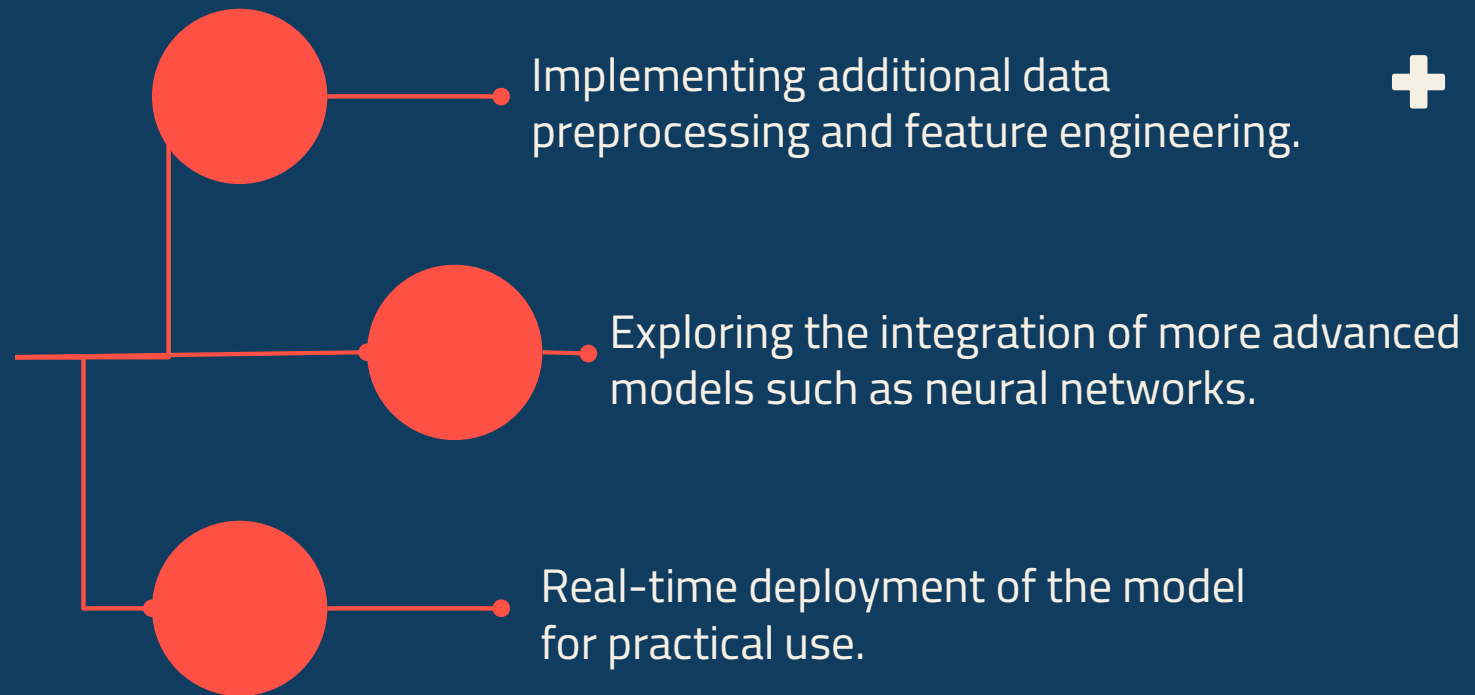 Implementing additional data
preprocessing and feature engineering.
Exploring the integration of more advanced
models such as neural networks.
Real-time deployment of the model
for practical use.